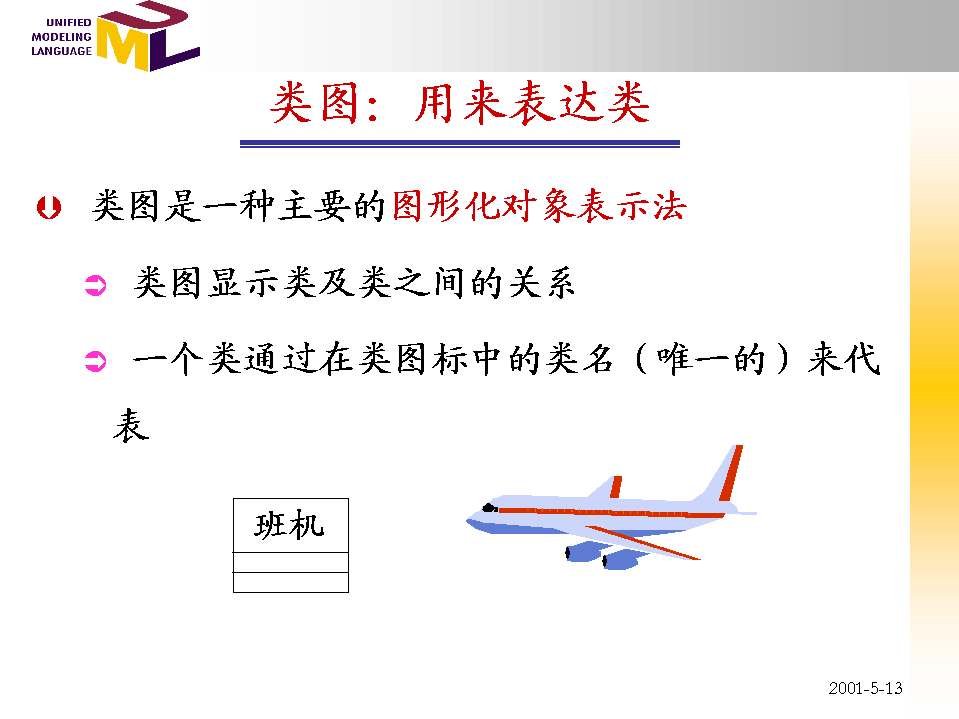 UNIFIED
MODELING
LANGUAGE
UML
类图：用来表达类
类图是一种主要的图形化对象表示法
类图显示类及类之间的关系
一个类通过在类图标中的类名（唯一的）来代
表
班机
2001-5-13